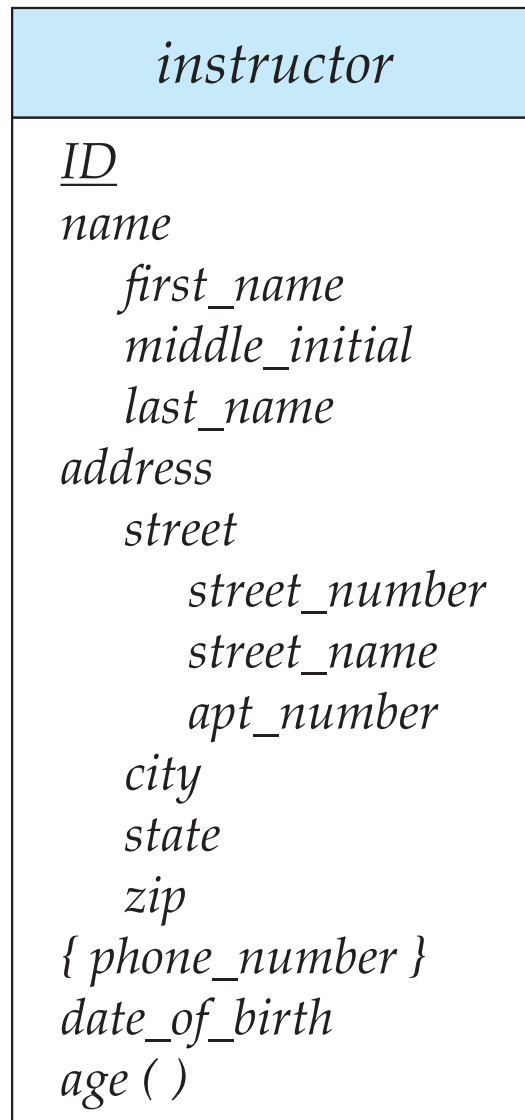 instructor
ID
name
first_name
middle_initial
last_name
address
street
street_number
street_name
apt_number
city
state
zip
{ phone_number }
date_of_birth
age ( )